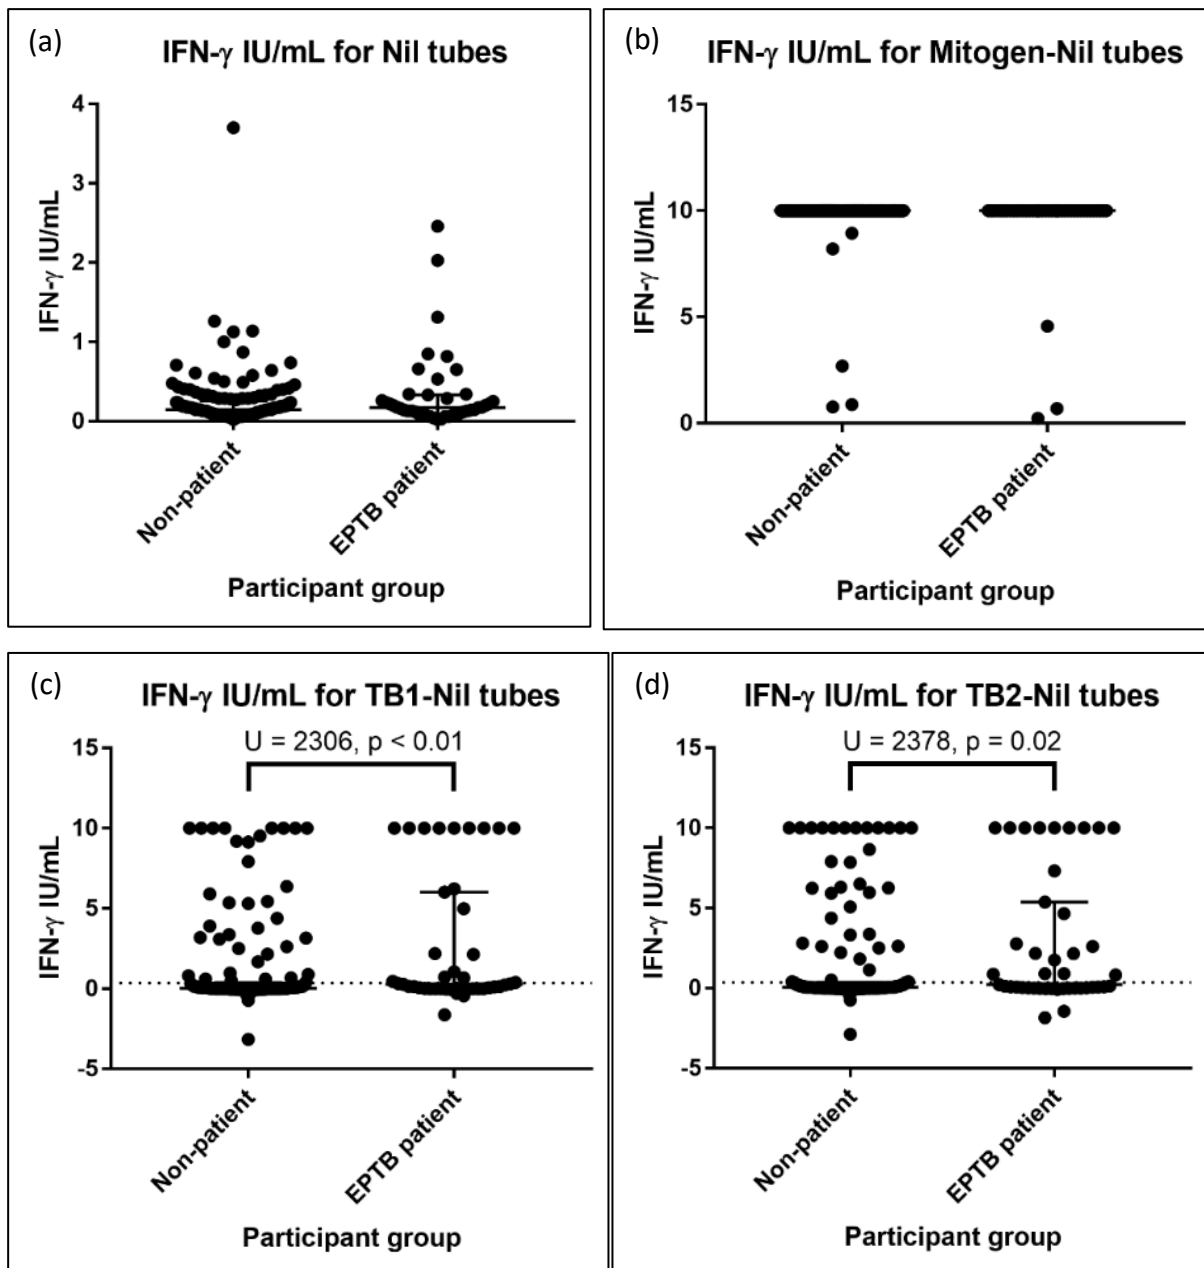 (a)
IFN-γ IU/mL for Nil tubes
IFN-γ IU/mL
4
3
2
1
0
Non-patient
EPTB patient
Participant group
(b)
IFN-γ IU/mL for Mitogen-Nil tubes
IFN-γ IU/mL
15
10
5
0
Non-patient
EPTB patient
Participant group
(c)
IFN-γ IU/mL for TB1-Nil tubes
U = 2306, p < 0.01
IFN-γ IU/mL
15
10
5
0
-5
Non-patient
EPTB patient
Participant group
(d)
IFN-γ IU/mL for TB2-Nil tubes
U = 2378, p = 0.02
IFN-γ IU/mL
15
10
5
0
-5
Non-patient
EPTB patient
Participant group